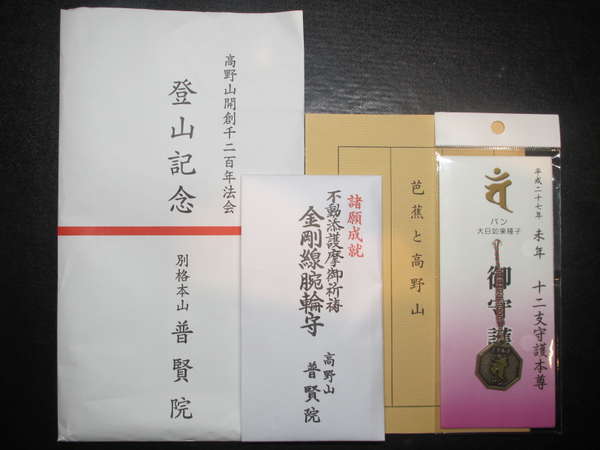 高野山開創千二百年法会
登山記念
別格本山 普賢院
諸願成就
不動添護摩御祈祷
金剛線腕輪守
高野山
普賢院
芭蕉と高野山
バン
大日如来種子
平成二十七年 未年 十二支守護本尊
御守護